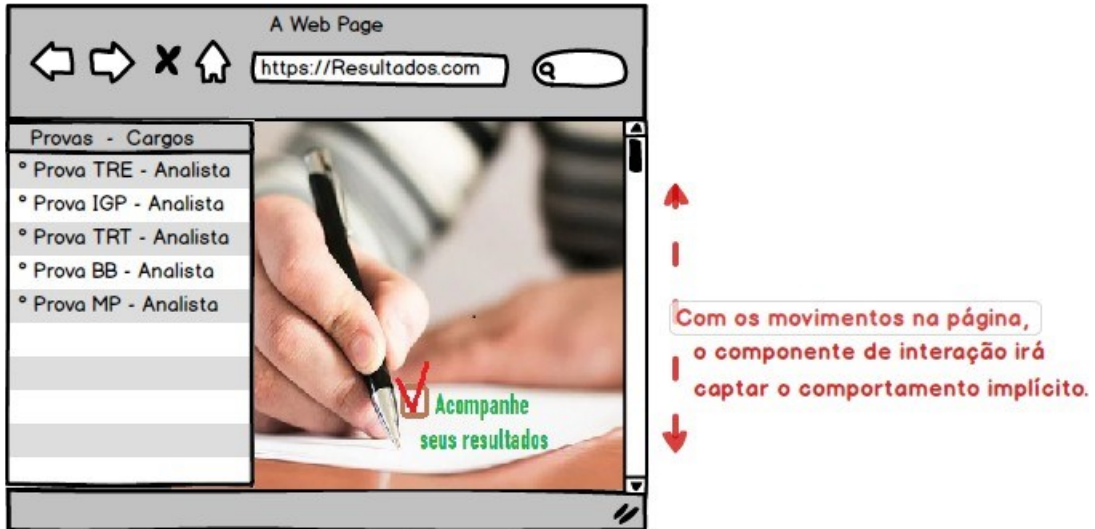 A Web Page
https://Resultados.com
Provas - Cargos
° Prova TRE - Analista
° Prova IGP - Analista
° Prova TRT - Analista
° Prova BB - Analista
° Prova MP - Analista
Acompanhe
seus resultados
Com os movimentos na página,
o componente de interação irá
captar o comportamento implícito.